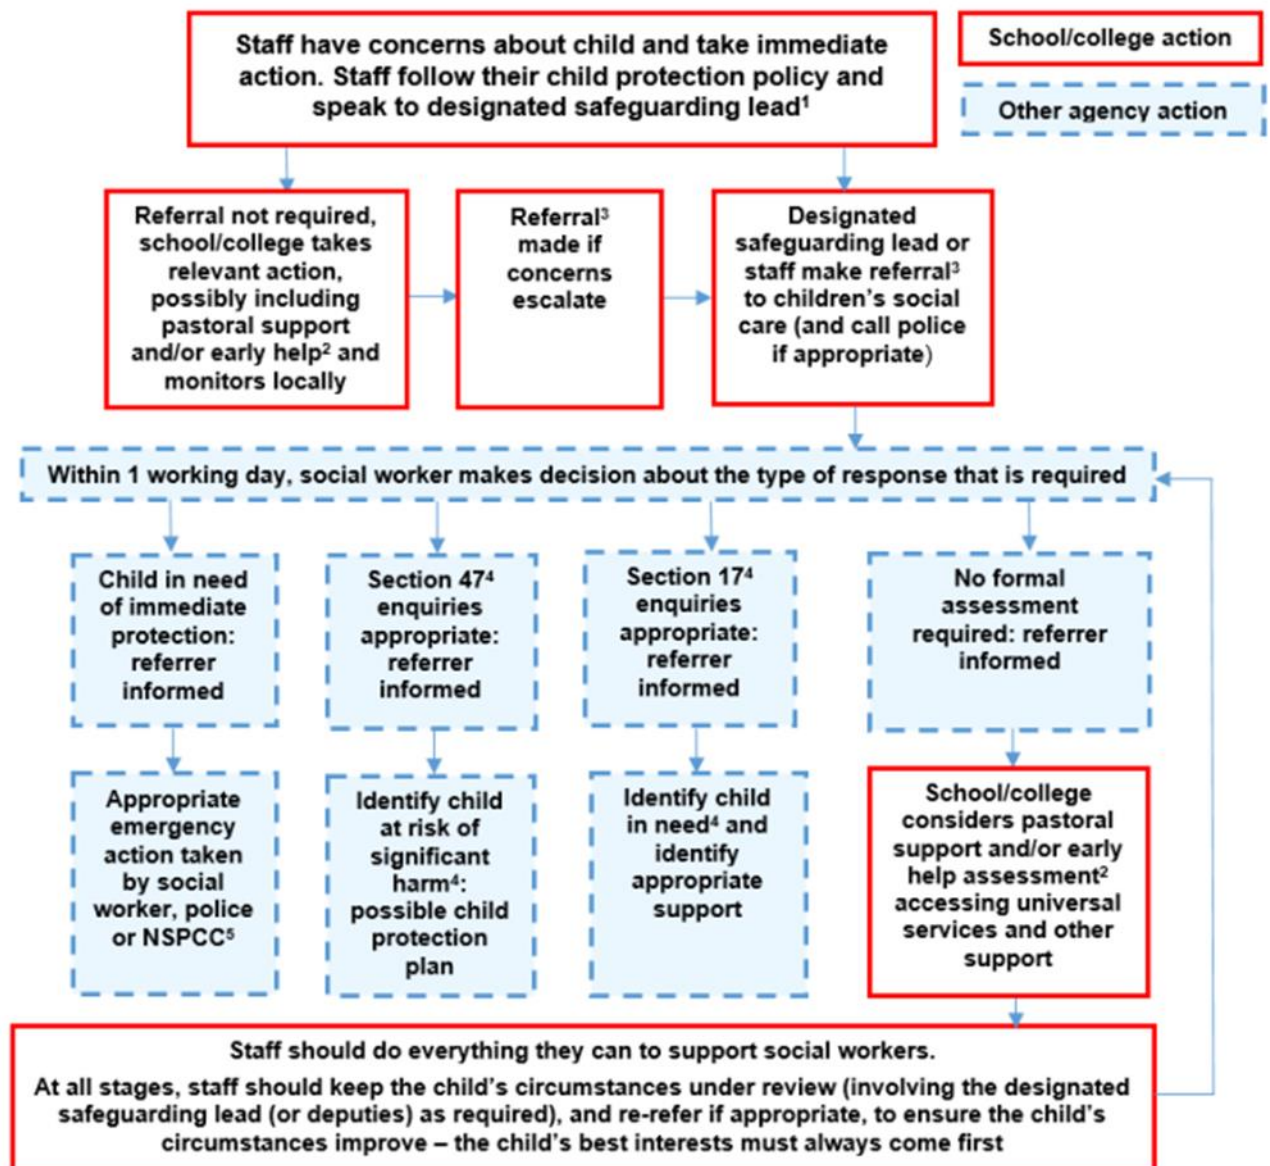 Staff have concerns about child and take immediate
action. Staff follow their child protection policy and
speak to designated safeguarding lead¹
School/college action
Other agency action
Referral not required,
school/college takes
relevant action,
possibly including
pastoral support
and/or early help² and
monitors locally
Referral³
made if
concerns
escalate
Designated
safeguarding lead or
staff make referral³
to children's social
care (and call police
if appropriate)
Within 1 working day, social worker makes decision about the type of response that is required
Child in need
of immediate
protection:
referrer
informed
Section 47⁴
enquiries
appropriate:
referrer
informed
Section 17⁴
enquiries
appropriate:
referrer
informed
No formal
assessment
required: referrer
informed
Appropriate
emergency
action taken
by social
worker, police
or NSPCC⁵
Identify child
at risk of
significant
harm⁴:
possible child
protection
plan
Identify child
in need⁴ and
identify
appropriate
support
School/college
considers pastoral
support and/or early
help assessment²
accessing universal
services and other
support
Staff should do everything they can to support social workers.
At all stages, staff should keep the child's circumstances under review (involving the designated
safeguarding lead (or deputies) as required), and re-refer if appropriate, to ensure the child's
circumstances improve – the child's best interests must always come first